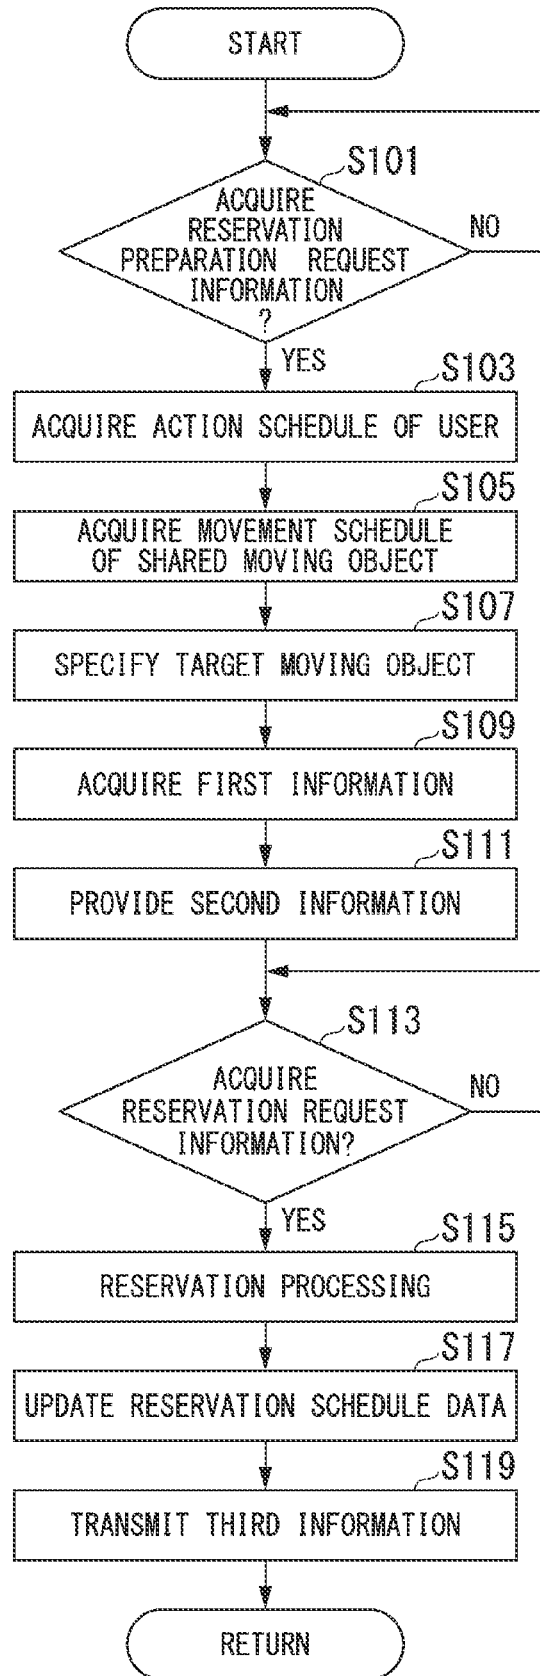 START
S101
ACQUIRE
RESERVATION
PREPARATION REQUEST
INFORMATION
?
NO
YES
S103
ACQUIRE ACTION SCHEDULE OF USER
S105
ACQUIRE MOVEMENT SCHEDULE
OF SHARED MOVING OBJECT
S107
SPECIFY TARGET MOVING OBJECT
S109
ACQUIRE FIRST INFORMATION
S111
PROVIDE SECOND INFORMATION
S113
ACQUIRE
RESERVATION REQUEST
INFORMATION?
NO
YES
S115
RESERVATION PROCESSING
S117
UPDATE RESERVATION SCHEDULE DATA
S119
TRANSMIT THIRD INFORMATION
RETURN